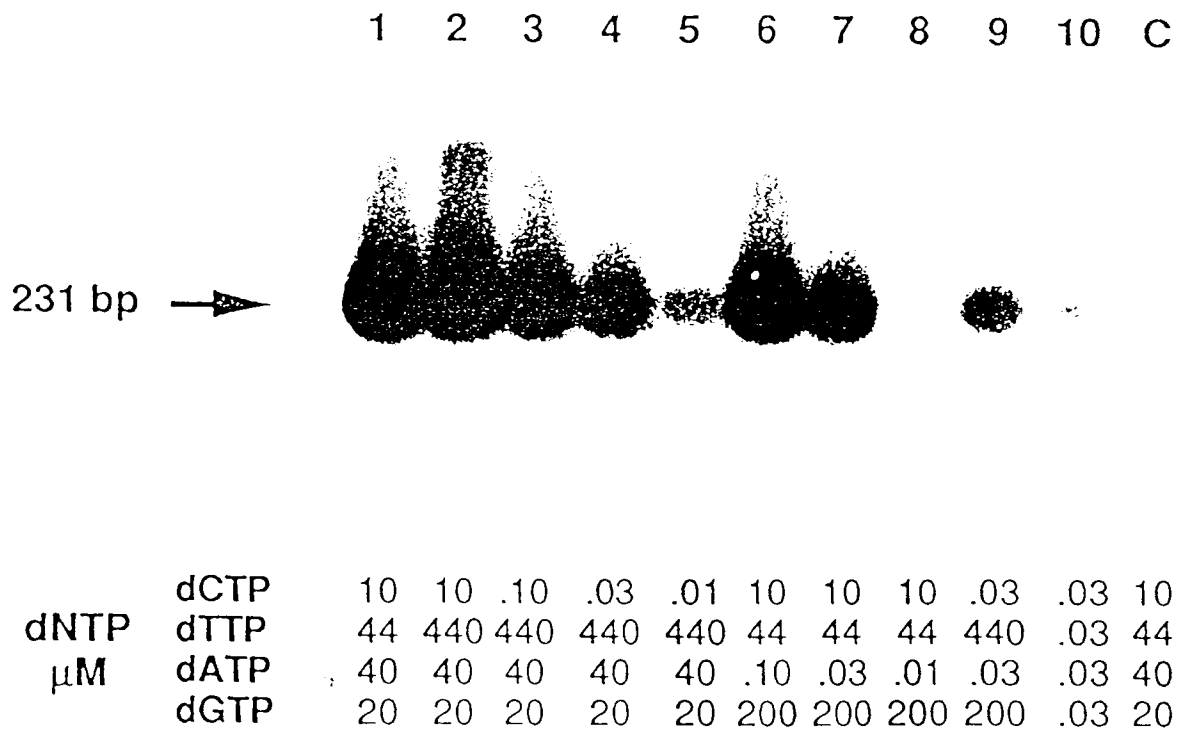 1 2 3 4 5 6 7 8 9 10 C
231 bp
dCTP 10 10 .10 .03 .01 10 10 10 .03 .03 10
dNTP dTTP 44 440 440 440 440 44 44 44 440 .03 44
μM dATP 40 40 40 40 40 .10 .03 .01 .03 .03 40
dGTP 20 20 20 20 20 200 200 200 200 .03 20